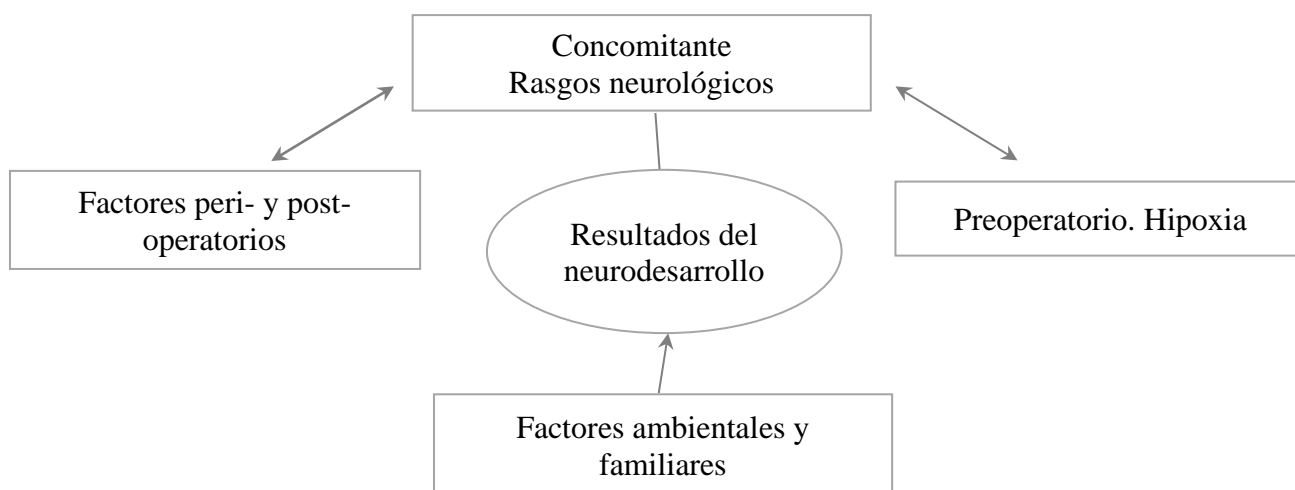 Concomitante
Rasgos neurológicos
Factores peri- y post-
operatorios
Resultados del
neurodesarrollo
Preoperatorio. Hipoxia
Factores ambientales y
familiares